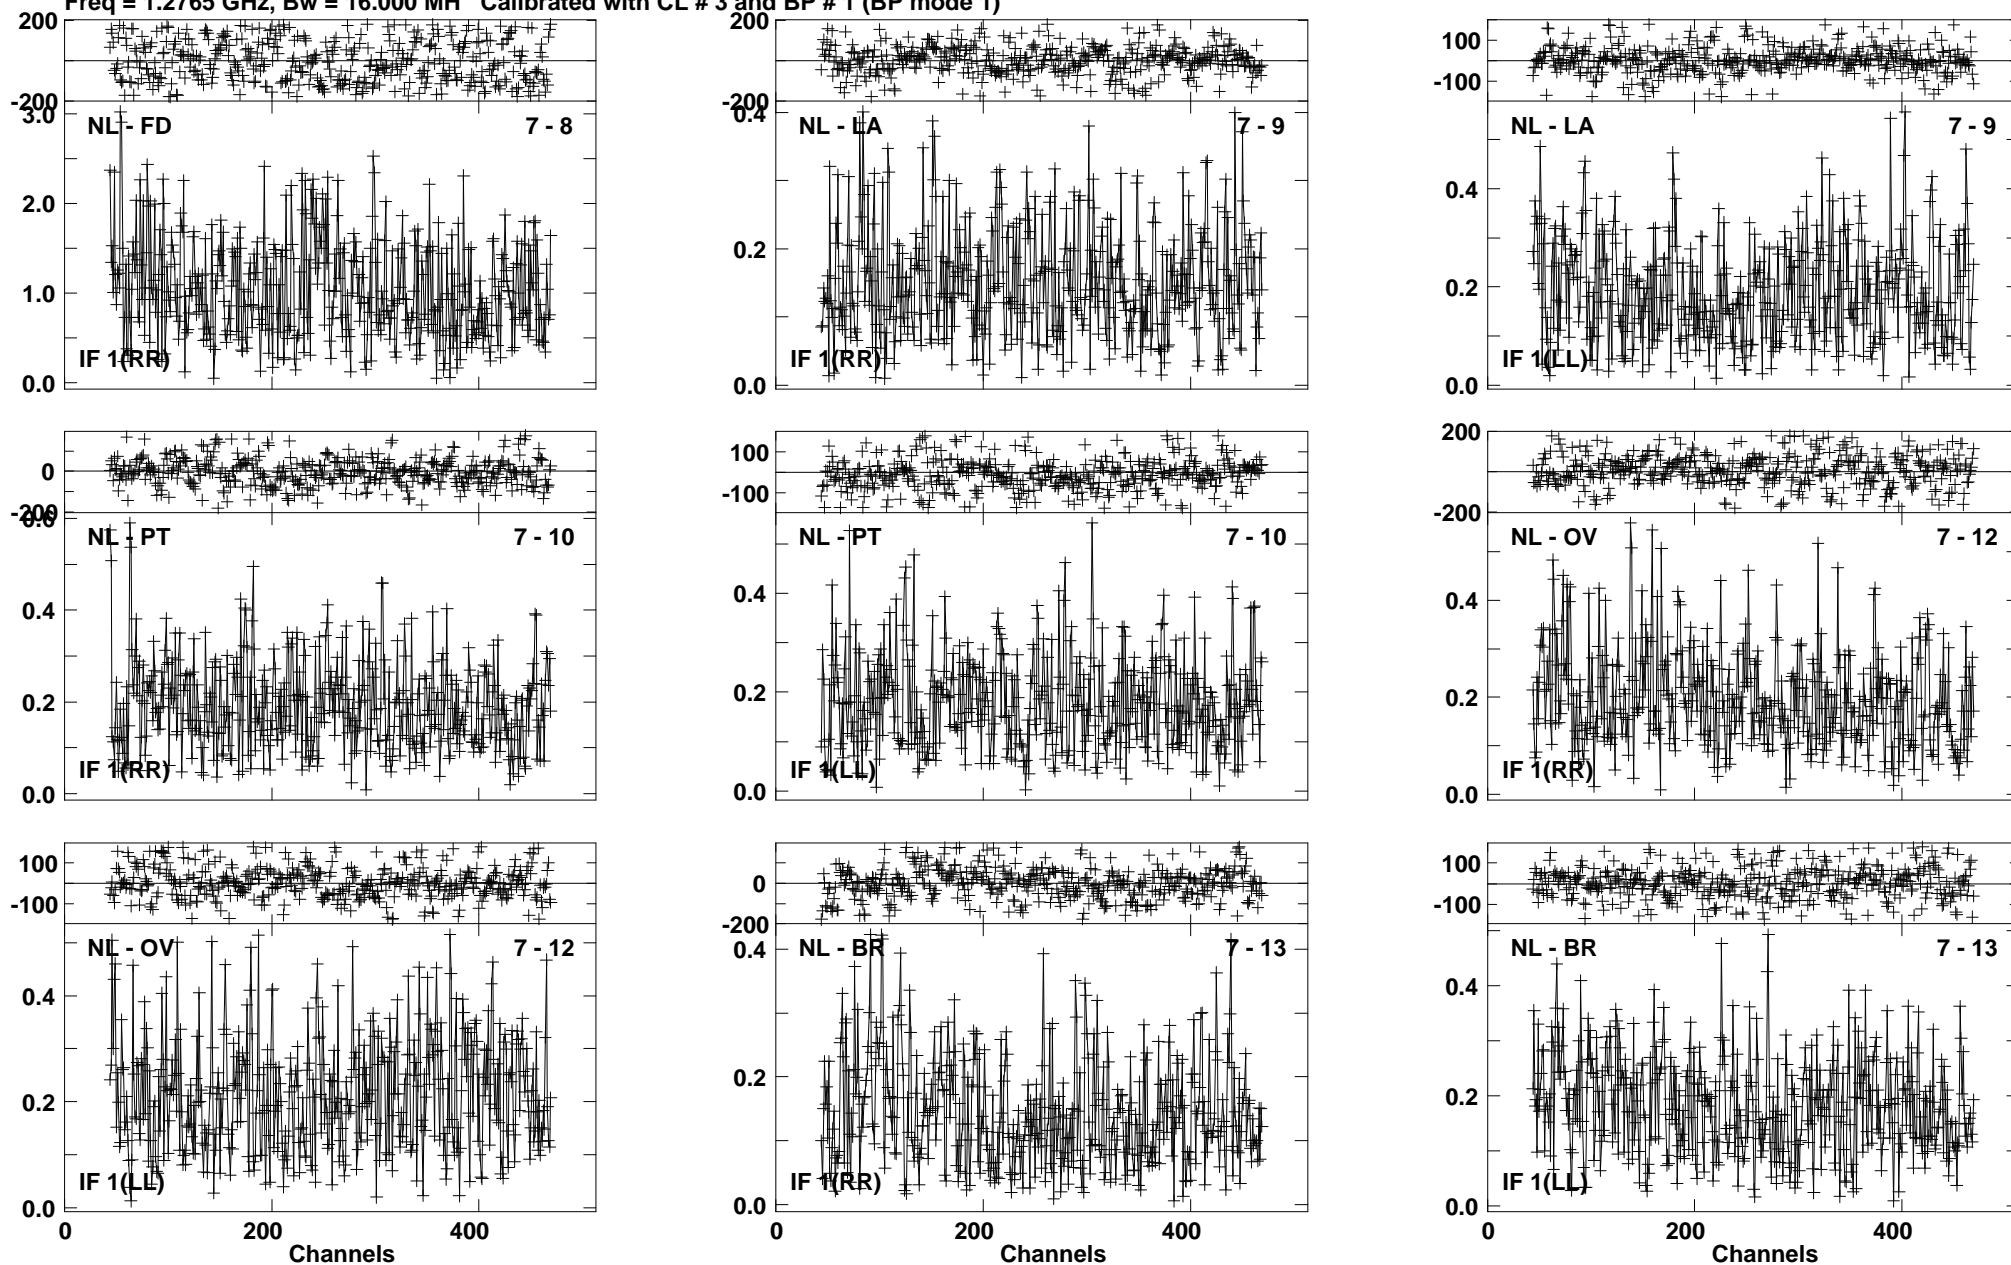 Freq = 1.2765 GHz, Bw = 16.000 MH Calibrated with CL # 3 and BP # 1 (BP mode 1)
200 200 100
-100
-200 -200
3.0 0.4
NL - FD 7 - 8 NL - LA 7 - 9 NL - LA 7 - 9
0.4
2.0
0.2
0.2
1.0
IF 1(RR) IF 1(RR) IF 1(LL)
0.0 0.0 0.0
200
100
0
-100
-200 -200
0.6
NL - PT 7 - 10 NL - PT 7 - 10 NL - OV 7 - 12
0.4 0.4 0.4
0.2 0.2 0.2
IF 1(RR) IF 1(LL) IF 1(RR)
0.0 0.0 0.0
100 100
0
-100 -100
-200
NL - OV 7 - 12 NL - BR 7 - 13 NL - BR 7 - 13
0.4 0.4 0.4
0.2 0.2 0.2
IF 1(LL) IF 1(RR) IF 1(LL)
0.0 0.0 0.0
0 200 400 0 200 400 0 200 400
Channels Channels Channels